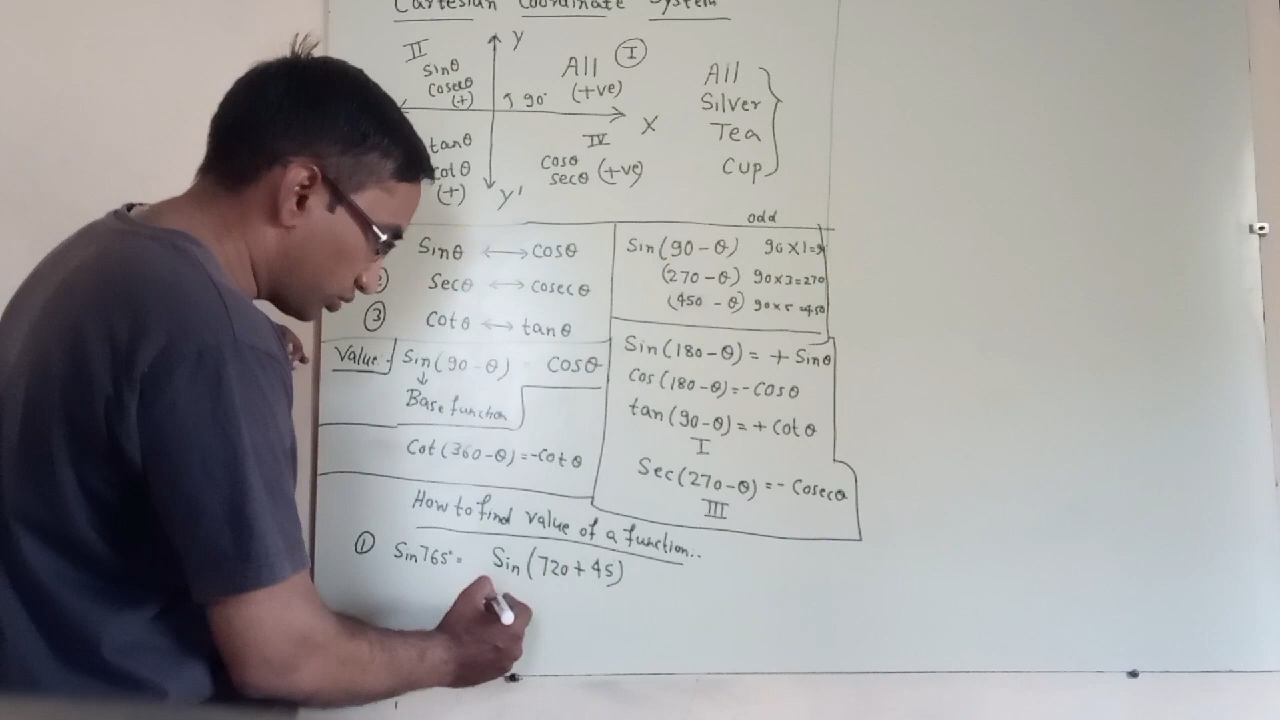 Cartesian Coordinate System
II
Y
All I
(+ve)
Sinθ
Cosecθ
(+)
90°
X
tanθ
cotθ
(+)
Y'
IV
Cosθ
secθ (+ve)
All
Silver
Tea
Cup
Sinθ ⟷ cosθ
Secθ ⟷ cosecθ
③ Cotθ ⟷ tanθ
odd
Sin(90-θ) 90×1=9
(270-θ) 90×3=270
(450-θ) 90×5=450
Value- Sin(90-θ) = Cosθ
↓
Base function
Cot(360-θ)=-Cotθ
Sin(180-θ)= + Sinθ
Cos(180-θ)=-Cosθ
tan(90-θ)= + Cotθ
I
Sec(270-θ)=- Cosecθ
III
How to find value of a function..
① Sin765°= Sin(720+45)